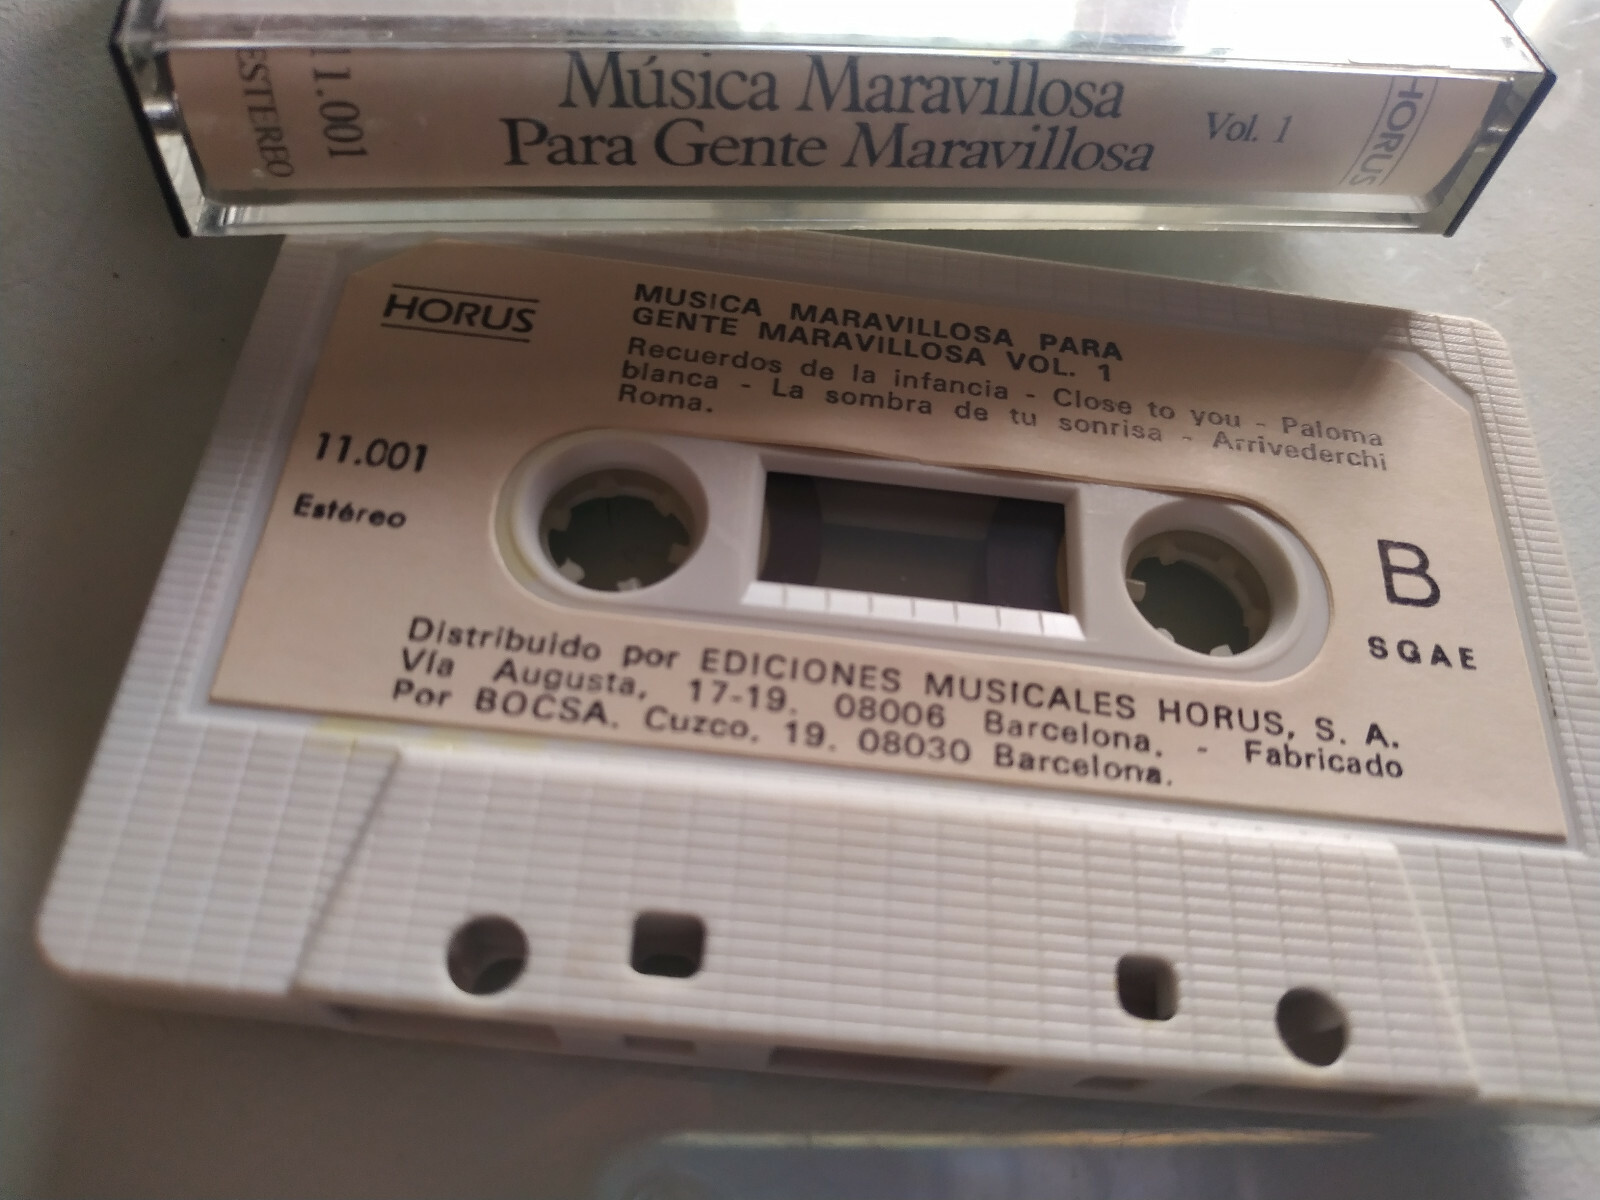 ESTEREO
11.001
Música Maravillosa
Para Gente Maravillosa
Vol. 1
HORUS
HORUS
MUSICA MARAVILLOSA PARA
GENTE MARAVILLOSA VOL. 1
Recuerdos de la infancia - Close to you - Paloma
blanca - La sombra de tu sonrisa - Arrivederchi
Roma.
11.001
Estéreo
B
SGAE
Distribuido por EDICIONES MUSICALES HORUS, S. A.
Vía Augusta, 17-19. 08006 Barcelona. - Fabricado
Por BOCSA. Cuzco, 19. 08030 Barcelona.